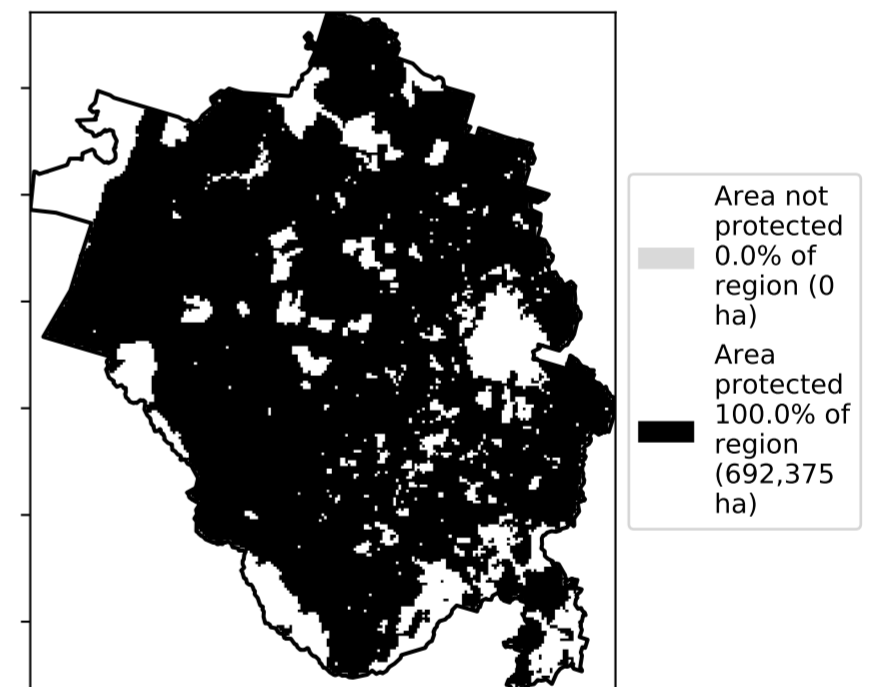 Area not
protected
0.0% of
region (0
ha)
Area
protected
100.0% of
region
(692,375
ha)